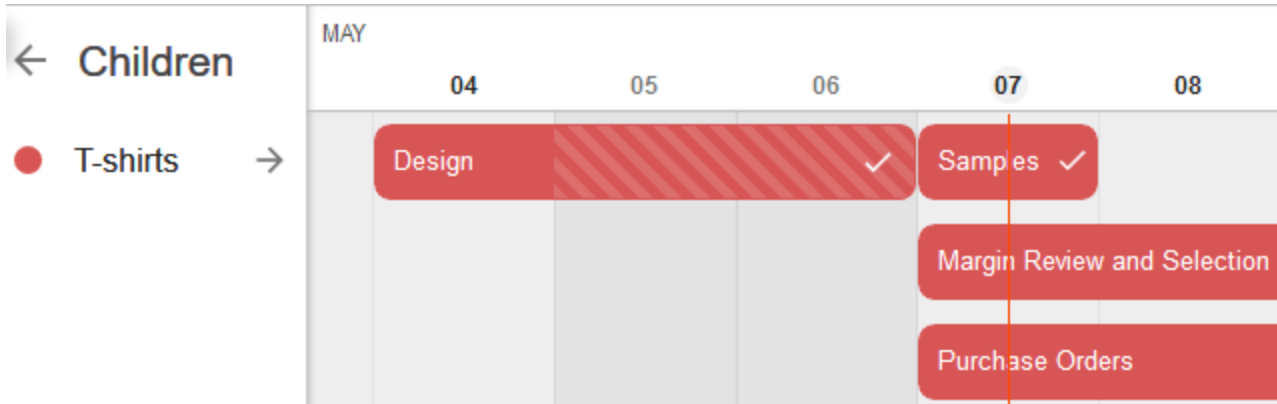 Children
MAY
04 05 06 07 08
T-shirts
Design
Samples
Margin Review and Selection
Purchase Orders